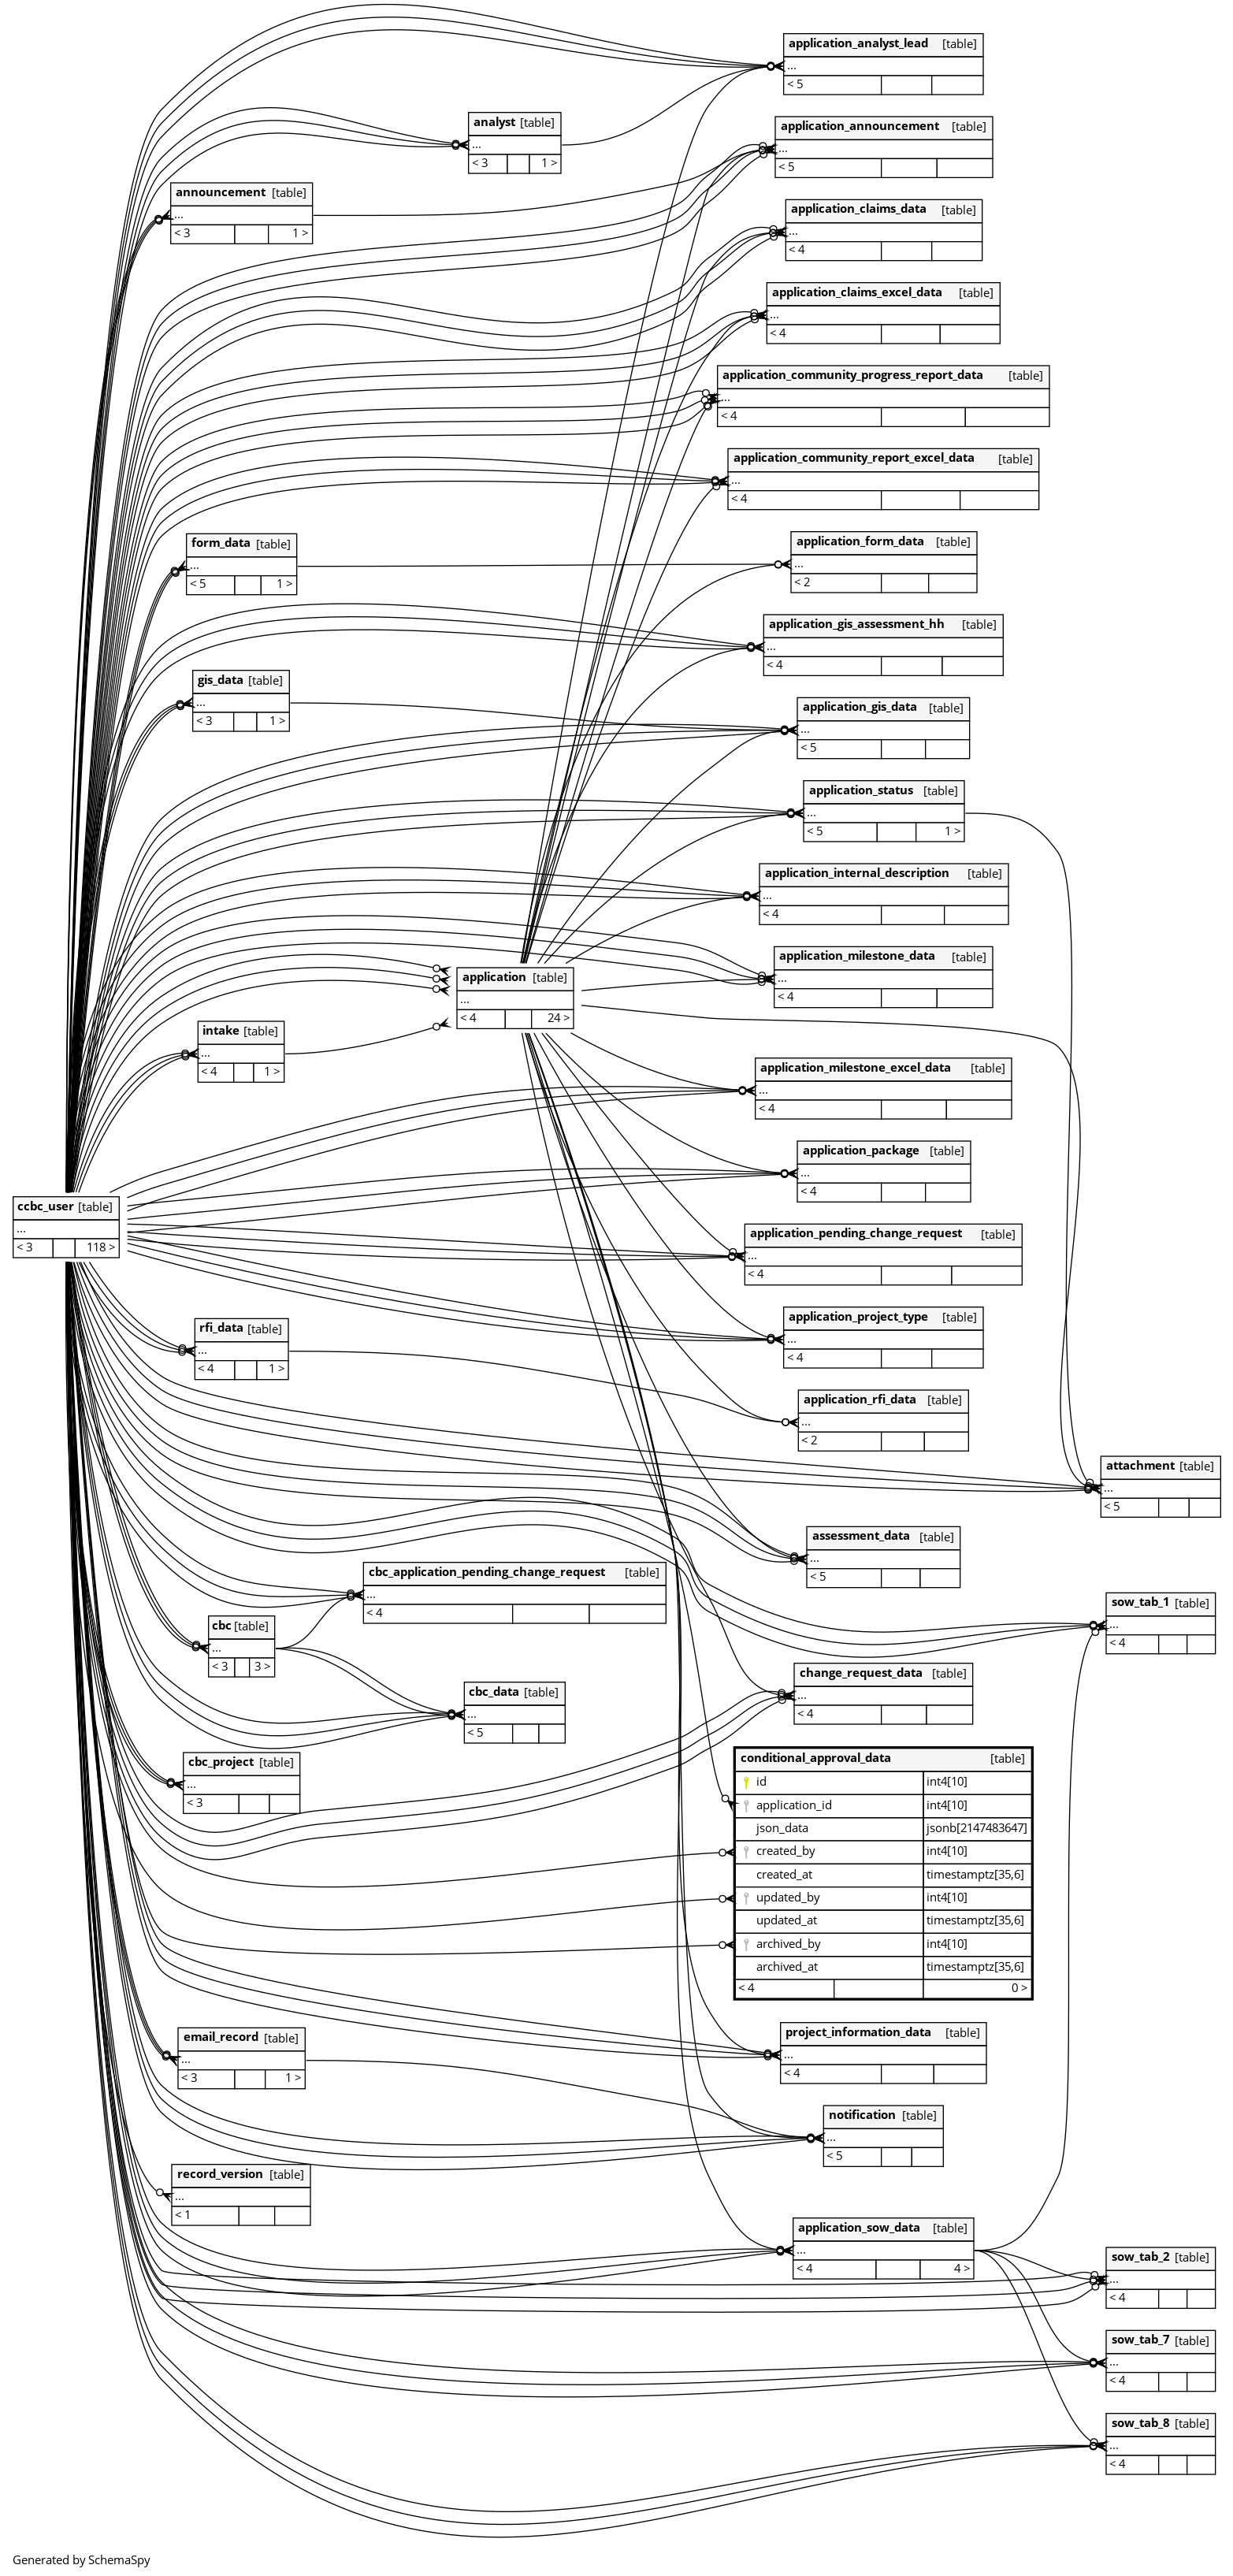 application_analyst_lead [table]
...
< 5
analyst [table]
...
< 3 1 >
application_announcement [table]
...
< 5
announcement [table]
...
< 3 1 >
application_claims_data [table]
...
< 4
application_claims_excel_data [table]
...
< 4
application_community_progress_report_data [table]
...
< 4
application_community_report_excel_data [table]
...
< 4
form_data [table]
...
< 5 1 >
application_form_data [table]
...
< 2
application_gis_assessment_hh [table]
...
< 4
gis_data [table]
...
< 3 1 >
application_gis_data [table]
...
< 5
application_status [table]
...
< 5 1 >
application_internal_description [table]
...
< 4
application_milestone_data [table]
...
< 4
application [table]
...
< 4 24 >
intake [table]
...
< 4 1 >
application_milestone_excel_data [table]
...
< 4
application_package [table]
...
< 4
ccbc_user [table]
...
< 3 118 >
application_pending_change_request [table]
...
< 4
application_project_type [table]
...
< 4
rfi_data [table]
...
< 4 1 >
application_rfi_data [table]
...
< 2
attachment [table]
...
< 5
assessment_data [table]
...
< 5
cbc_application_pending_change_request [table]
...
< 4
sow_tab_1 [table]
...
< 4
cbc [table]
...
< 3 3 >
change_request_data [table]
...
< 4
cbc_data [table]
...
< 5
cbc_project [table]
...
< 3
conditional_approval_data [table]
id int4[10]
application_id int4[10]
json_data jsonb[2147483647]
created_by int4[10]
created_at timestamptz[35,6]
updated_by int4[10]
updated_at timestamptz[35,6]
archived_by int4[10]
archived_at timestamptz[35,6]
< 4 0 >
project_information_data [table]
...
< 4
email_record [table]
...
< 3 1 >
notification [table]
...
< 5
record_version [table]
...
< 1
application_sow_data [table]
...
< 4 4 >
sow_tab_2 [table]
...
< 4
sow_tab_7 [table]
...
< 4
sow_tab_8 [table]
...
< 4
Generated by SchemaSpy